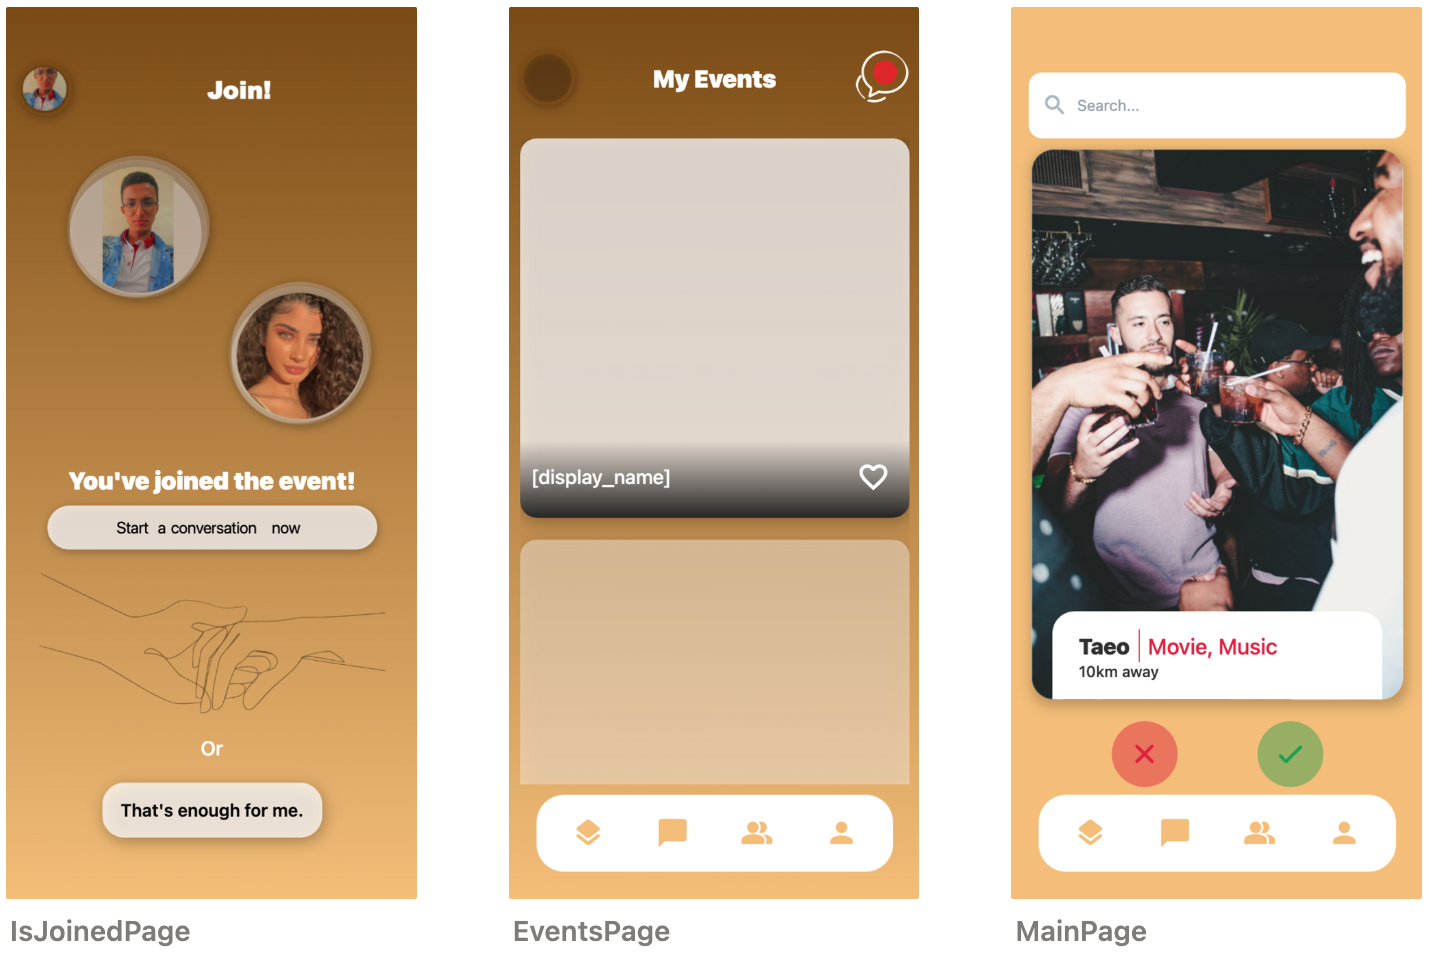 Join!
You've joined the event!
Start a conversation now
Or
That's enough for me.
IsJoinedPage
My Events
[display_name]
EventsPage
Search...
Taeo | Movie, Music
10km away
MainPage